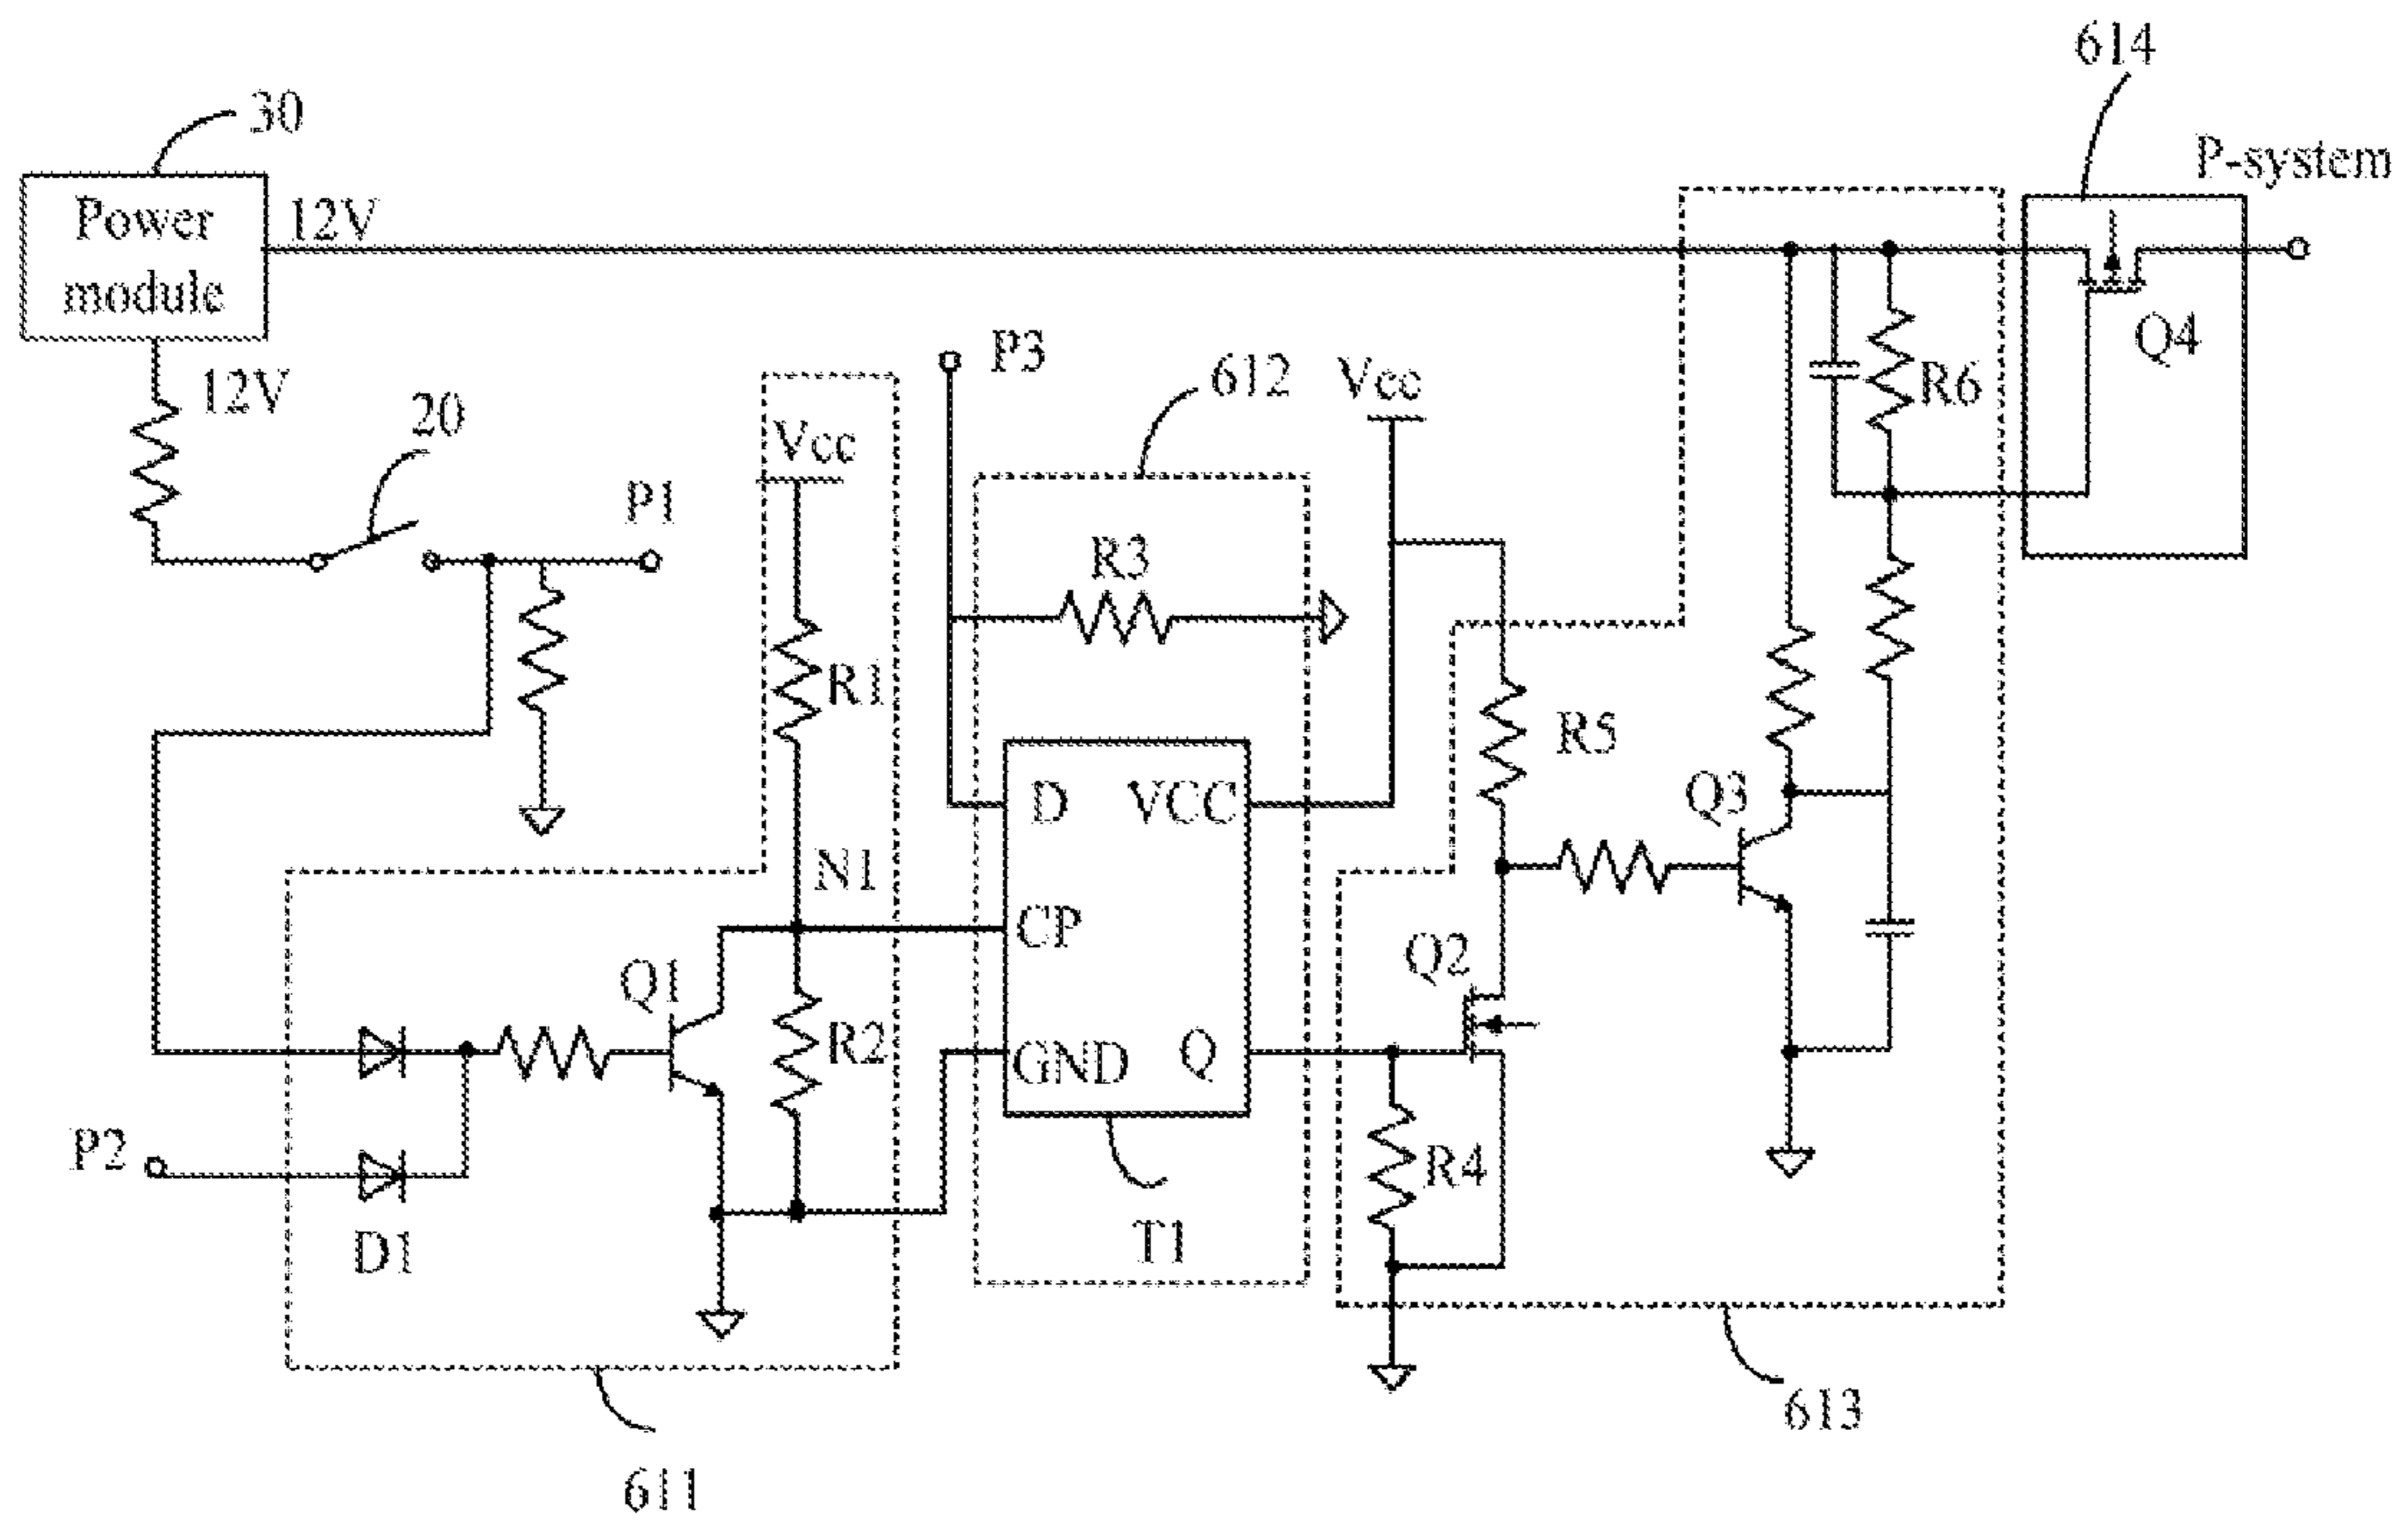 614
30
P-system
Power
module
12V
P3
612
Vcc
Q4
12V
20
R6
Vcc
P1
R3
R1
R5
D
VCC
Q3
N1
CP
Q2
Q1
R2
GND
Q
P2
R4
D1
T1
613
611